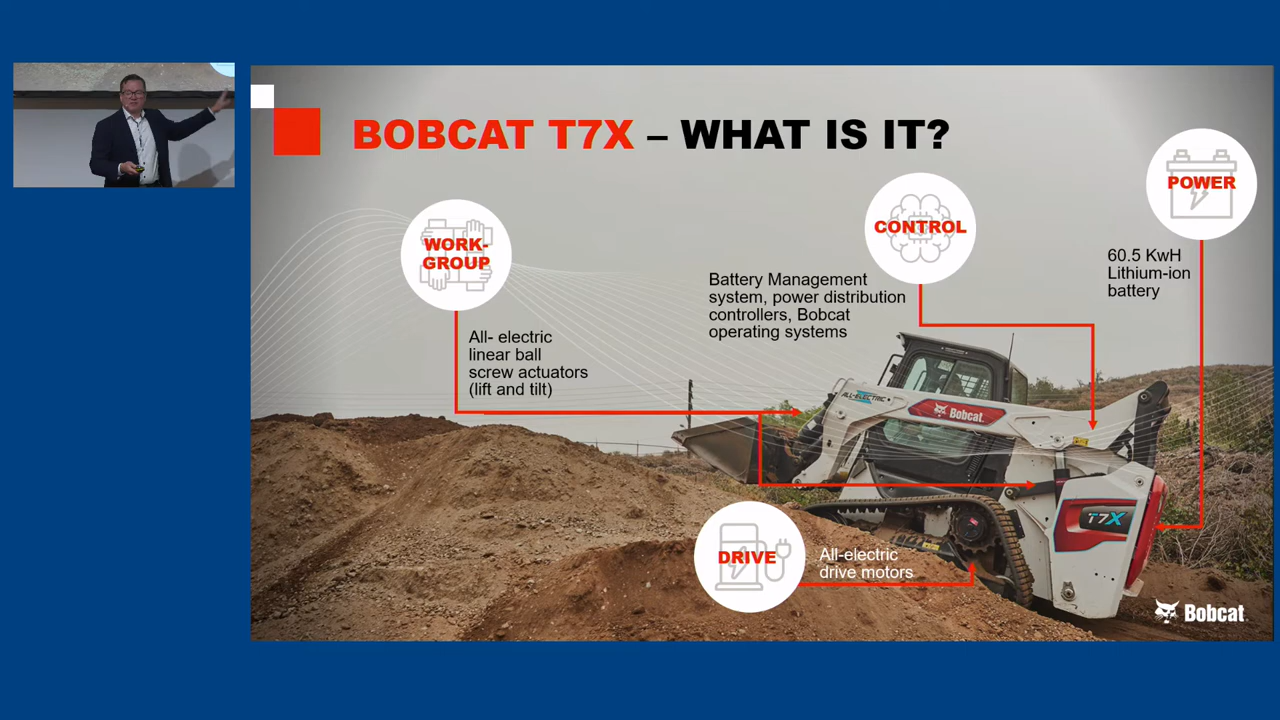 BOBCAT T7X – WHAT IS IT?
WORK-
GROUP
All- electric
linear ball
screw actuators
(lift and tilt)
CONTROL
Battery Management
system, power distribution
controllers, Bobcat
operating systems
POWER
60.5 KwH
Lithium-ion
battery
ALL-ELECTRIC
Bobcat.
T7X
DRIVE
All-electric
drive motors
Bobcat